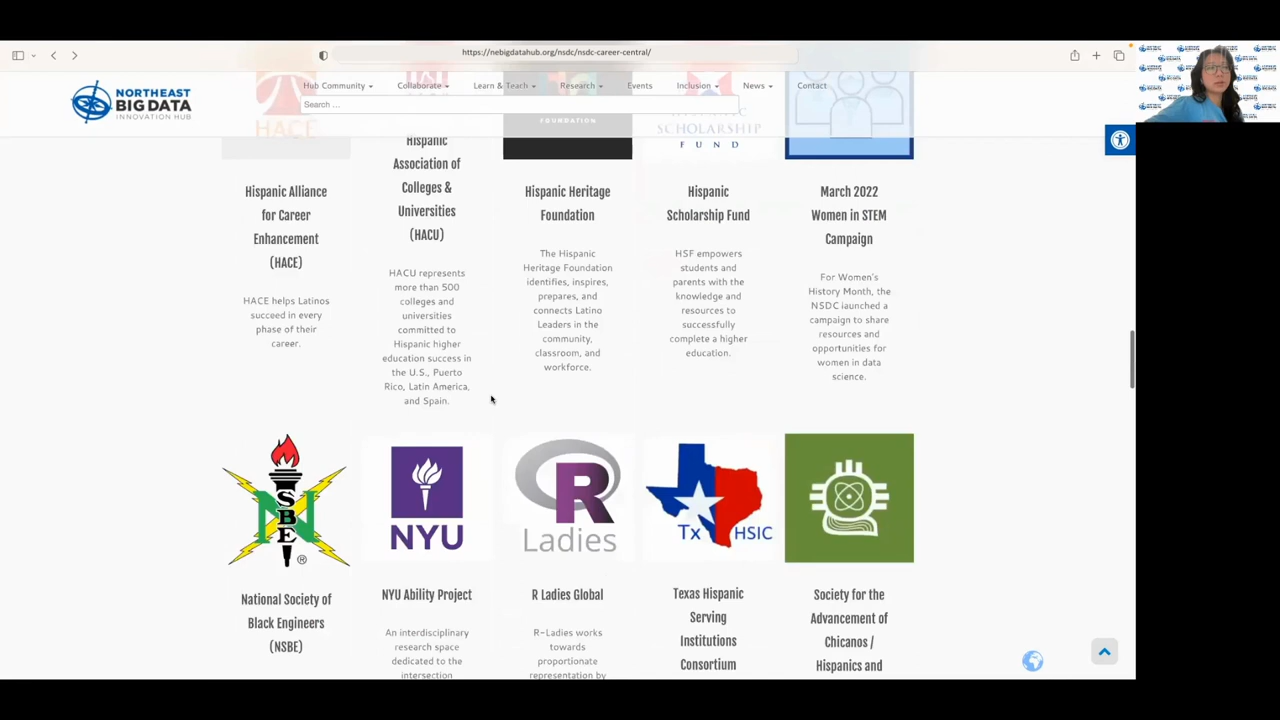 https://nebigdatahub.org/nsdc/nsdc-career-central/
NORTHEAST
BIG DATA
INNOVATION HUB
Hub Community
Collaborate
Learn & Teach
Research
Events
Inclusion
News
Contact
Search ...
HACE
FOUNDATION
SCHOLARSHIP
FUND
Hispanic Alliance
for Career
Enhancement
(HACE)
HACE helps Latinos
succeed in every
phase of their
career.
Hispanic
Association of
Colleges &
Universities
(HACU)
HACU represents
more than 500
colleges and
universities
committed to
Hispanic higher
education success in
the U.S., Puerto
Rico, Latin America,
and Spain.
Hispanic Heritage
Foundation
The Hispanic
Heritage Foundation
identifies, inspires,
prepares, and
connects Latino
Leaders in the
community,
classroom, and
workforce.
Hispanic
Scholarship Fund
HSF empowers
students and
parents with the
knowledge and
resources to
successfully
complete a higher
education.
March 2022
Women in STEM
Campaign
For Women's
History Month, the
NSDC launched a
campaign to share
resources and
opportunities for
women in data
science.
NSBE
National Society of
Black Engineers
(NSBE)
NYU
NYU Ability Project
An interdisciplinary
research space
dedicated to the
intersection
R
Ladies
R Ladies Global
R-Ladies works
towards
proportionate
representation by
Tx HSIC
Texas Hispanic
Serving
Institutions
Consortium
Society for the
Advancement of
Chicanos /
Hispanics and